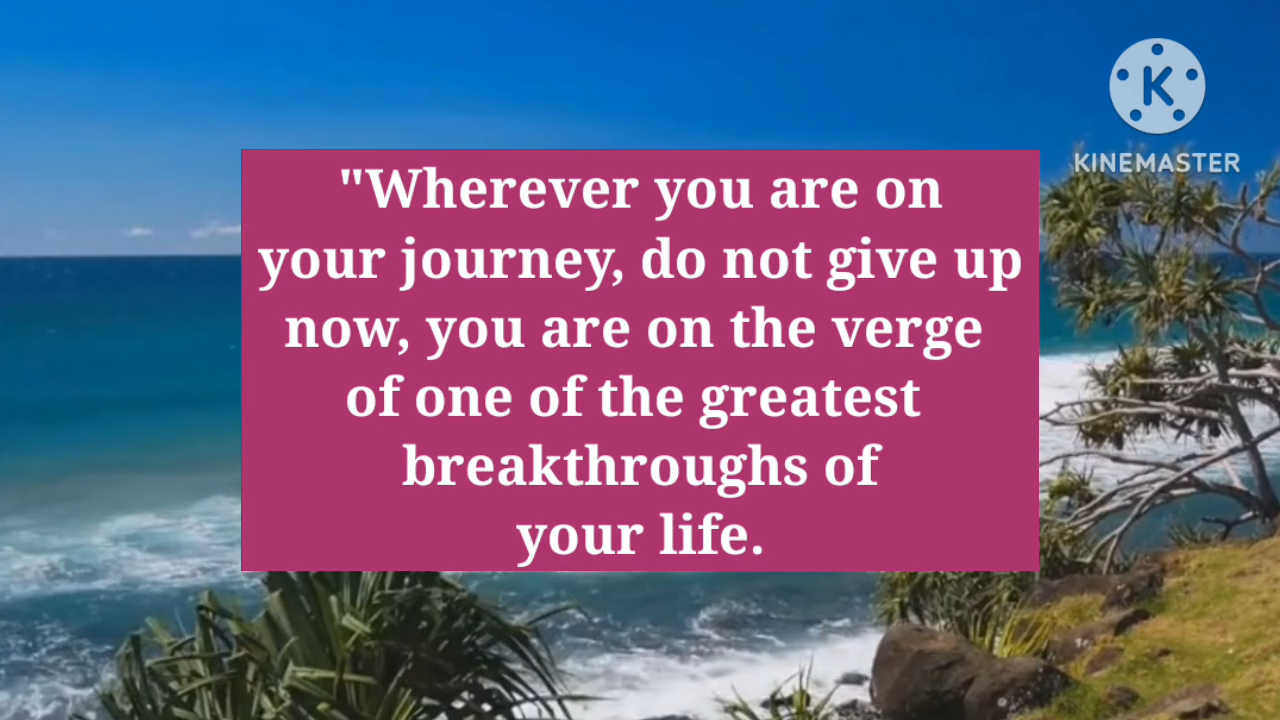 K
KINEMASTER
"Wherever you are on
your journey, do not give up
now, you are on the verge
of one of the greatest
breakthroughs of
your life.